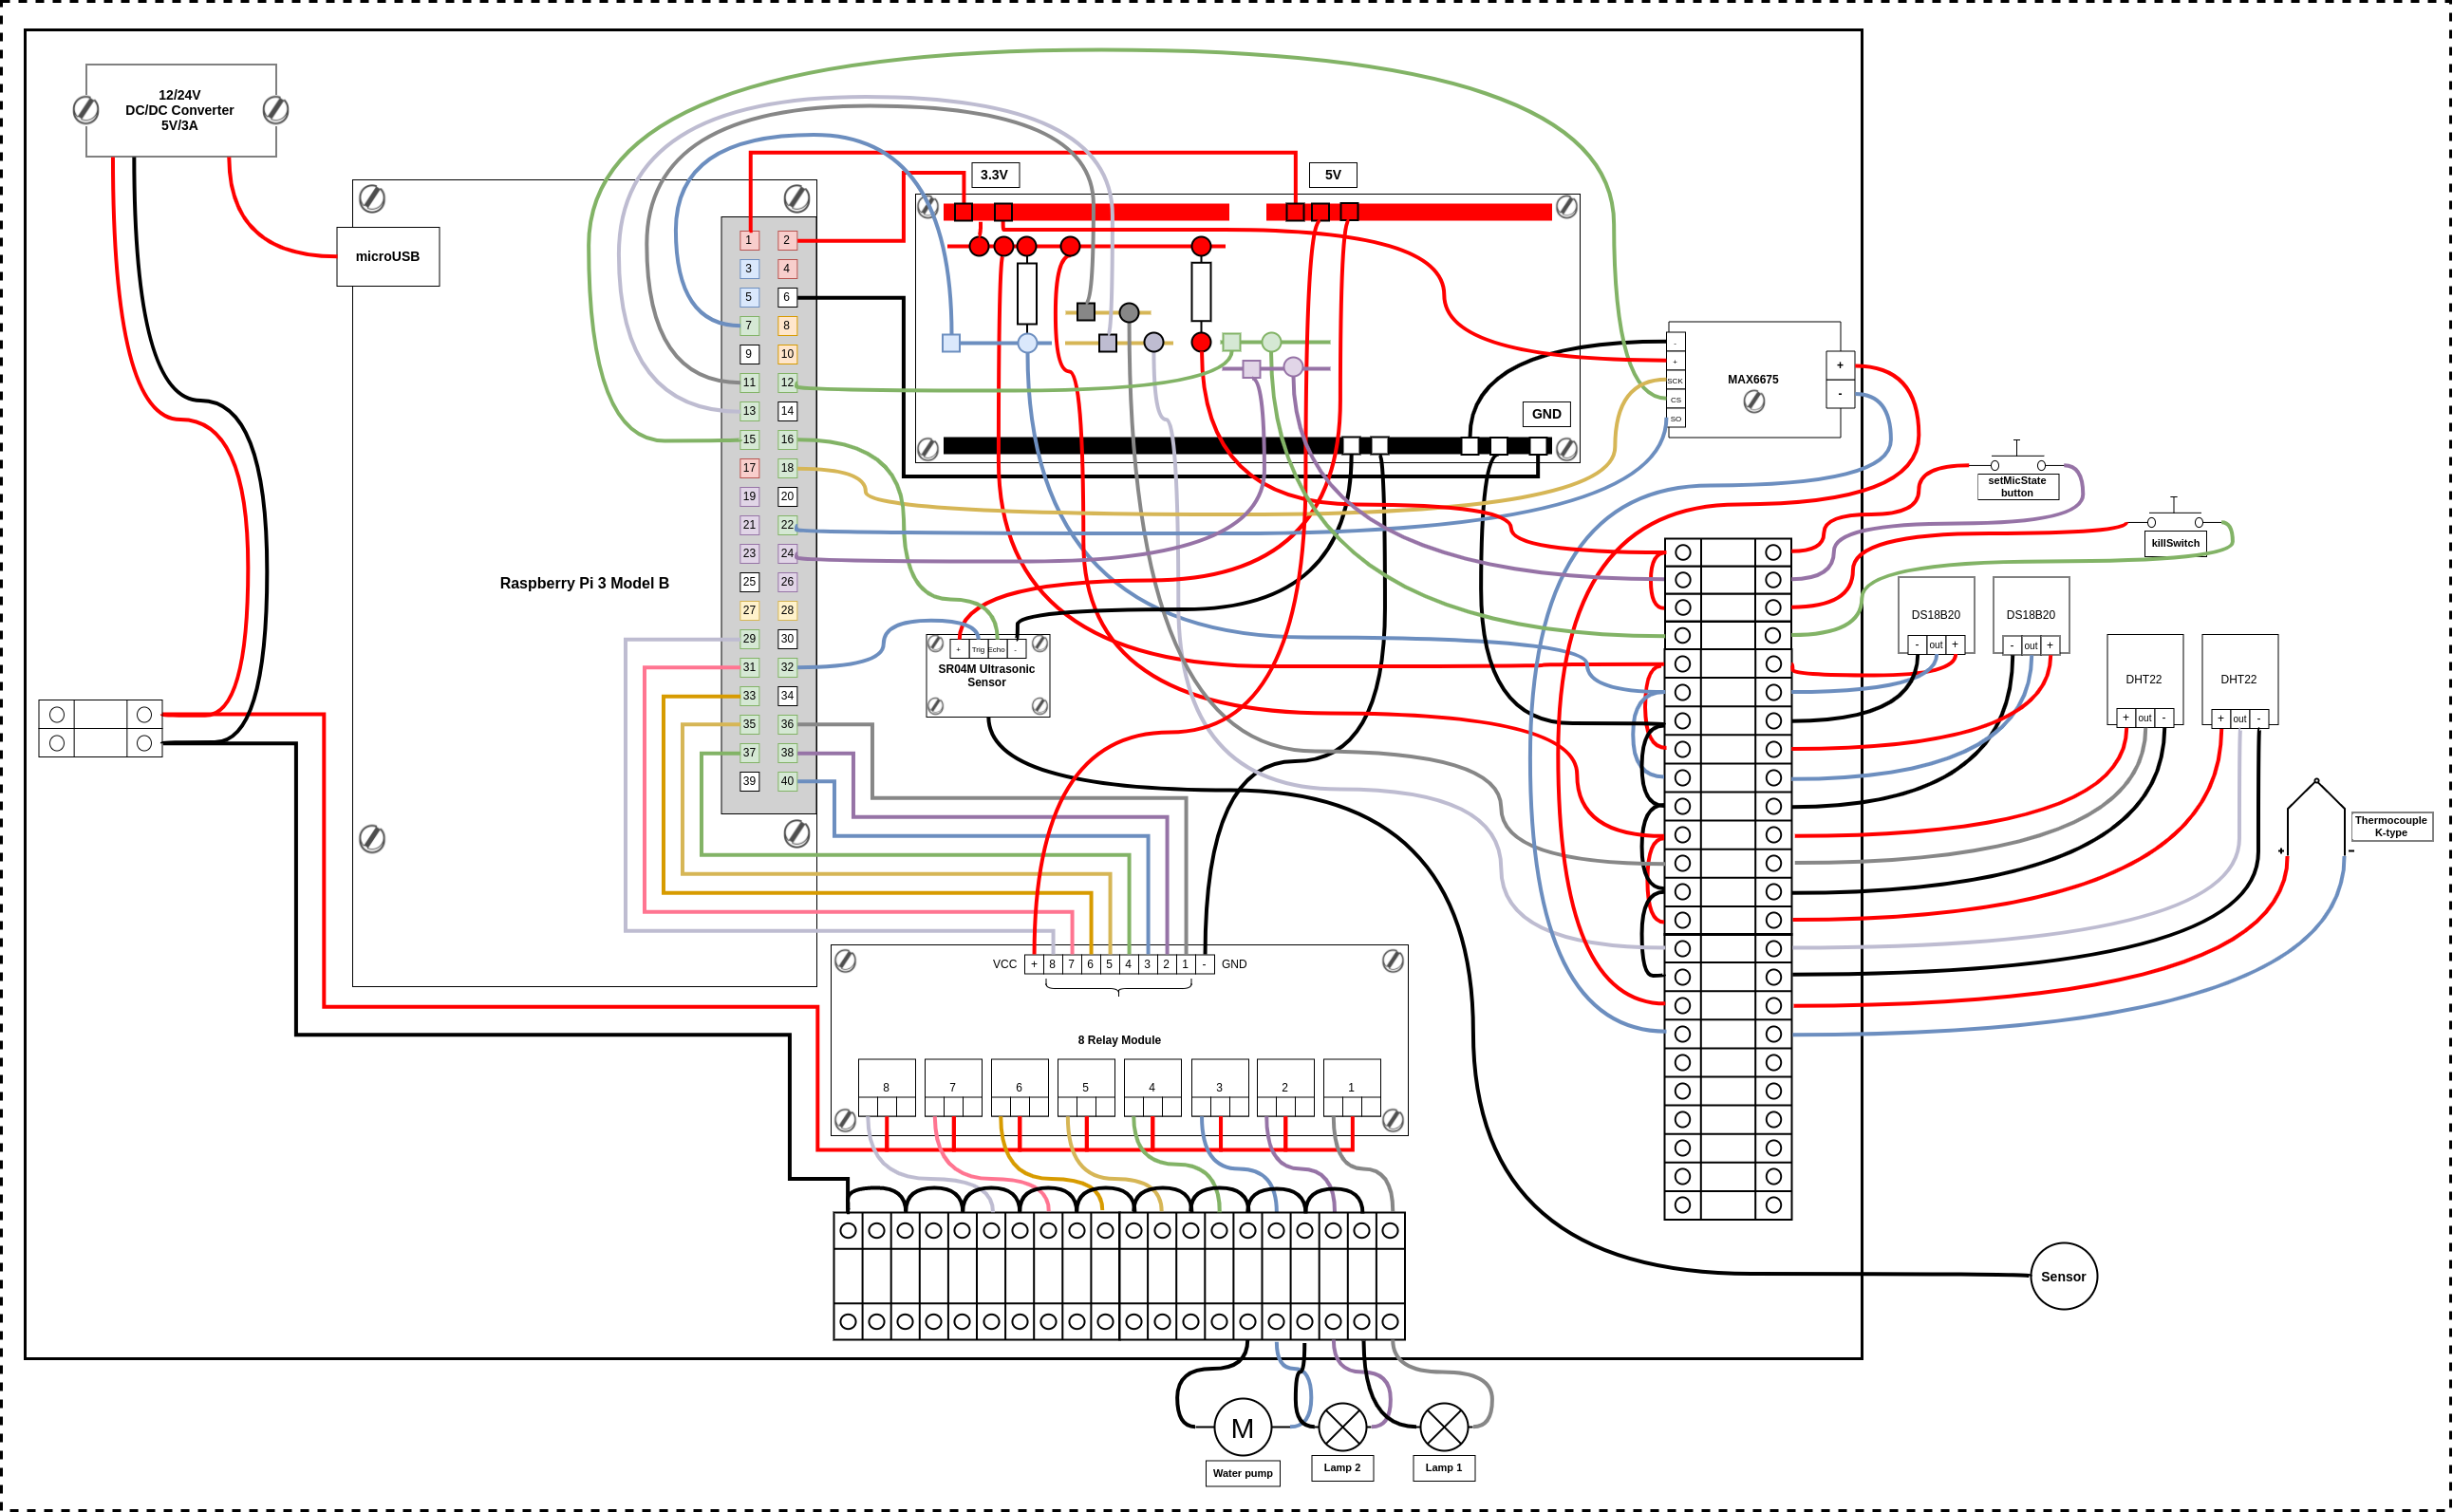 12/24V
DC/DC Converter
5V/3A
microUSB
Raspberry Pi 3 Model B
1 2
3 4
5 6
7 8
9 10
11 12
13 14
15 16
17 18
19 20
21 22
23 24
25 26
27 28
29 30
31 32
33 34
35 36
37 38
39 40
3.3V
5V
GND
-
+
SCK
CS
SO
MAX6675
+
-
setMicState
button
killSwitch
DS18B20
- out +
DS18B20
- out +
DHT22
+ out -
DHT22
+ out -
Thermocouple
K-type
+ -
+ Trig Echo -
SR04M Ultrasonic
Sensor
VCC + 8 7 6 5 4 3 2 1 - GND
8 Relay Module
8 7 6 5 4 3 2 1
Sensor
M
Water pump
Lamp 2
Lamp 1